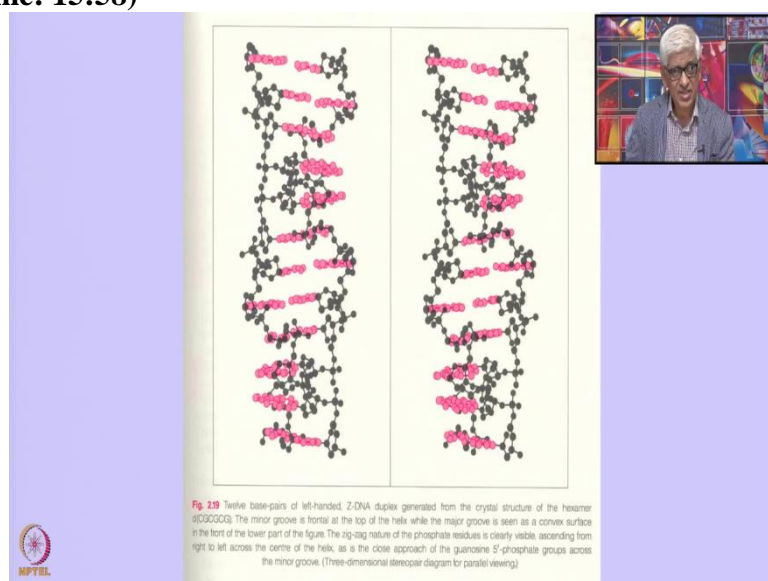 me: 15:58)
Fig. 2.19 Twelve base-pairs of left-handed, Z-DNA duplex generated from the crystal structure of the hexamer
d(CGCGCG). The minor groove is frontal at the top of the helix while the major groove is seen as a convex surface
in the front of the lower part of the figure. The zig-zag nature of the phosphate residues is clearly visible, ascending from
right to left across the centre of the helix, as is the close approach of the guanosine 5'-phosphate groups across
the minor groove. (Three-dimensional stereopair diagram for parallel viewing.)
NPTEL